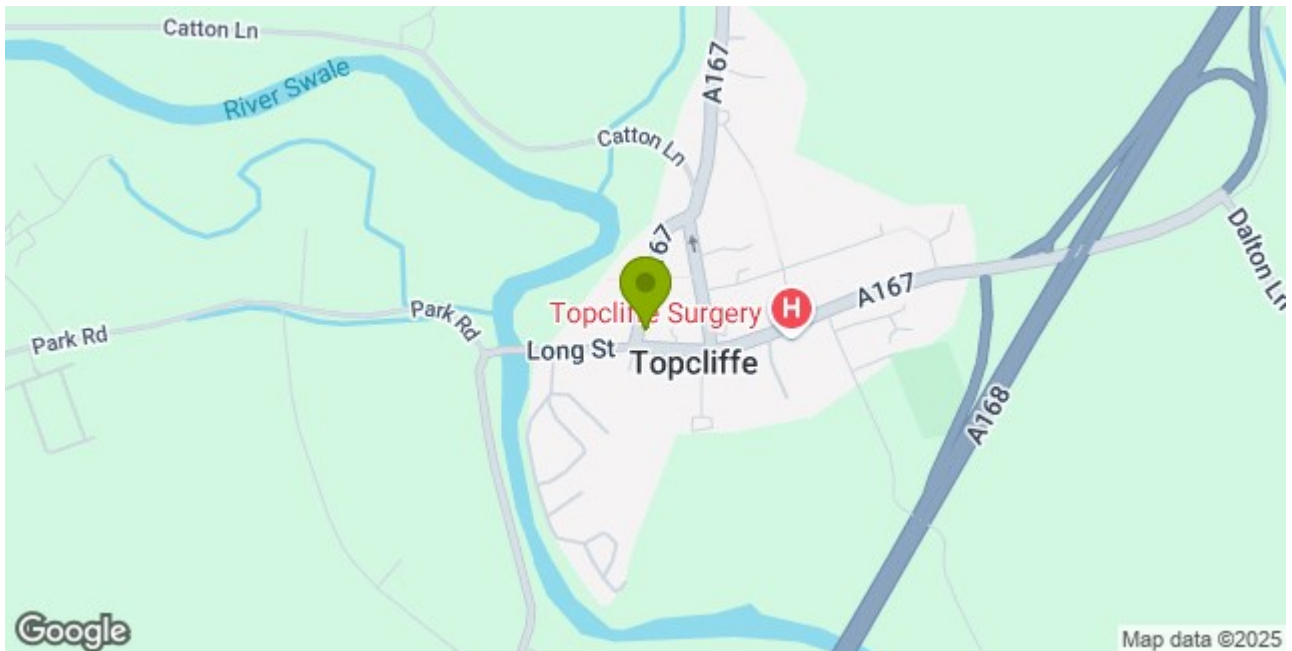 Catton Ln
River Swale
A167
Catton Ln
67
Dalton Ln
A167
Topcliffe Surgery
H
Park Rd
Park Rd
Long St
Topcliffe
A168
Google
Map data ©2025